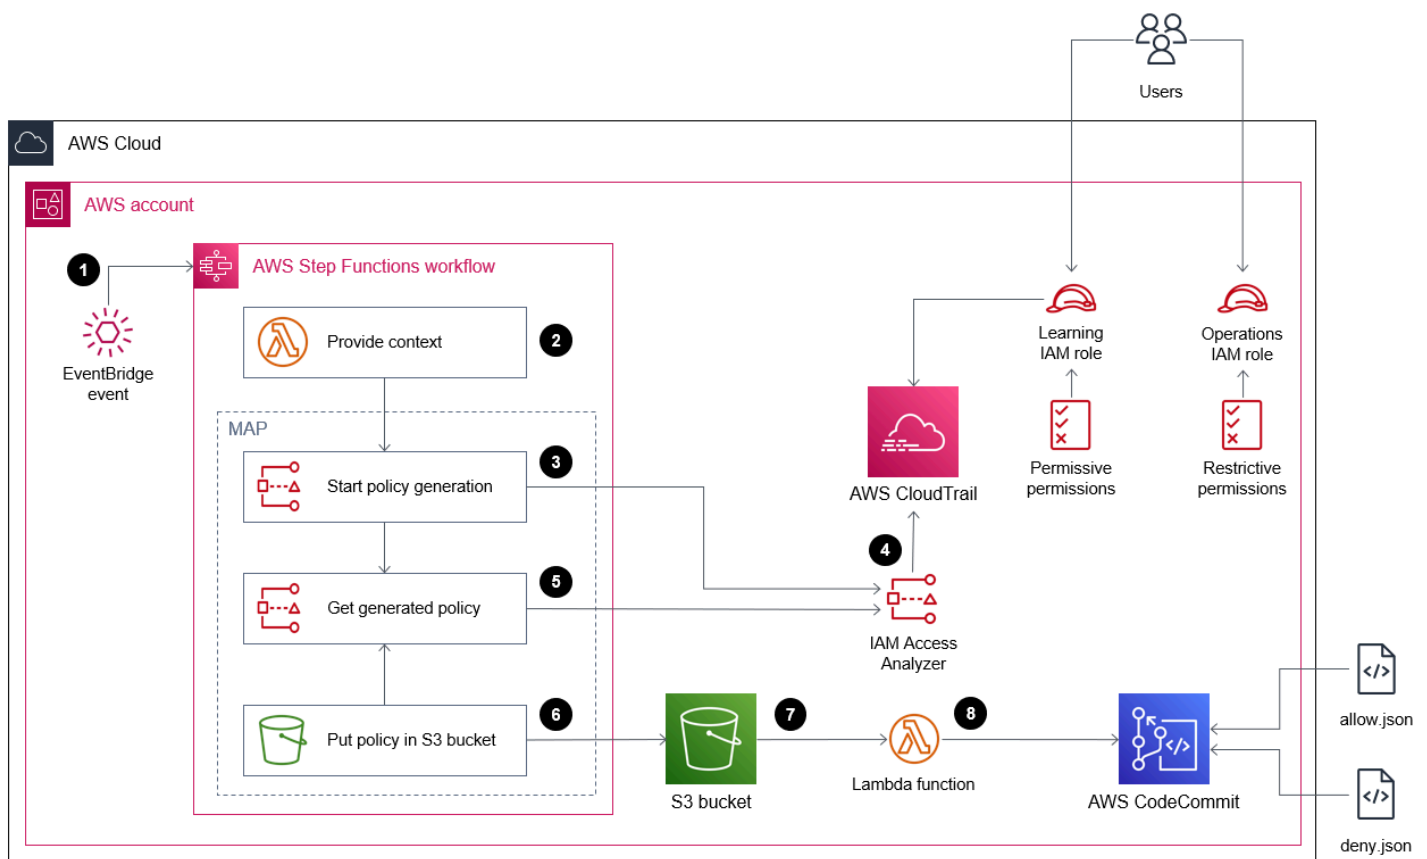 Users
AWS Cloud
AWS account
1
AWS Step Functions workflow
EventBridge
event
Provide context
2
Learning
IAM role
Operations
IAM role
MAP
Start policy generation
3
AWS CloudTrail
Permissive
permissions
Restrictive
permissions
4
Get generated policy
5
IAM Access
Analyzer
Put policy in S3 bucket
6
S3 bucket
7
Lambda function
8
AWS CodeCommit
allow.json
deny.json